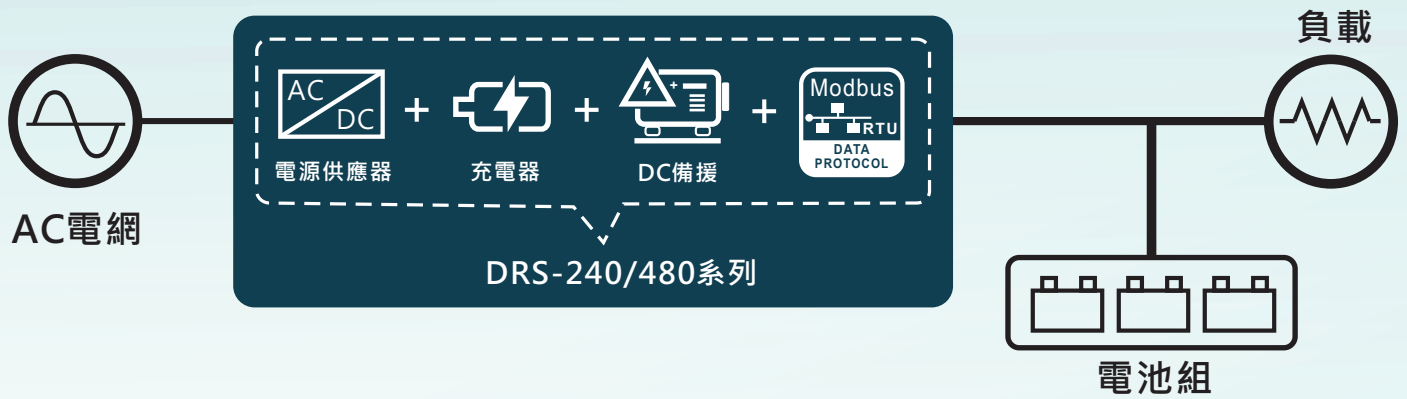 負載
AC
DC
+
+
+
Modbus
RTU
DATA
PROTOCOL
電源供應器
充電器
DC備援
AC電網
DRS-240/480系列
電池組